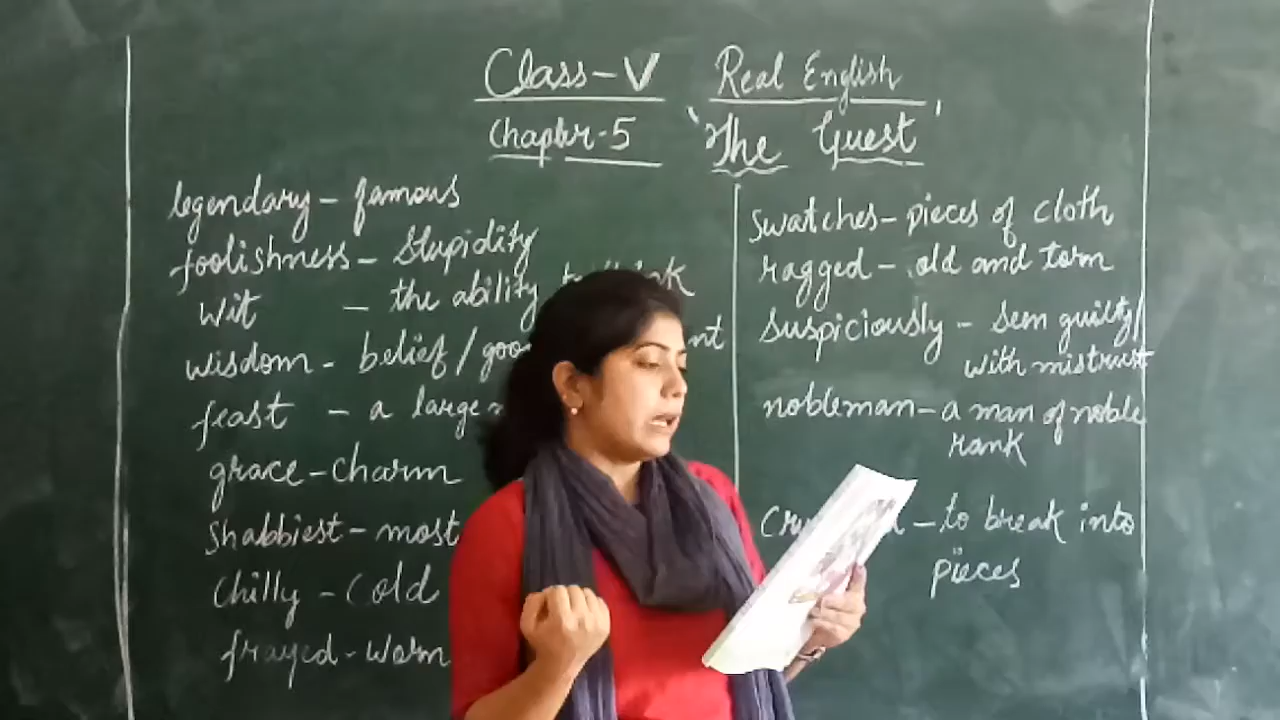 Class-V Real English
Chapter-5 'The Guest'
legendary - famous
foolishness - stupidity
Wit - the ability
wisdom - belief/
feast - a large
grace - charm
Shabbiest - most
Chilly - Cold
frayed - Worn
Swatches - pieces of cloth
ragged - old and torn
Suspiciously - sem guilty/
with mistrust
nobleman - a man of noble
rank
- to break into
pieces